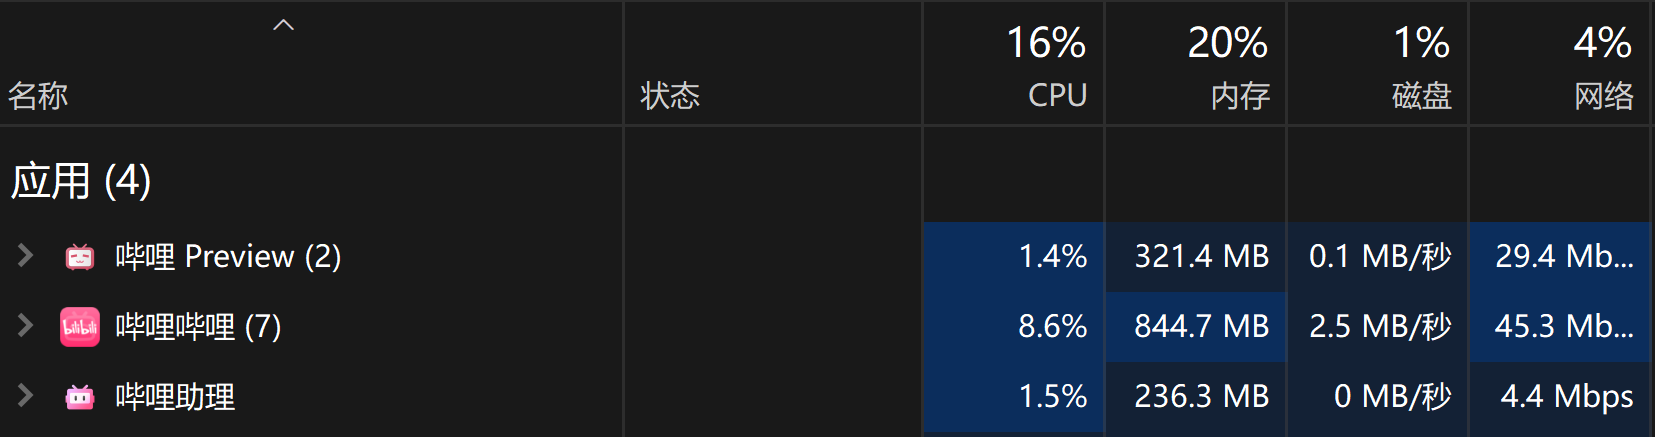 16% 20% 1% 4%
名称 状态 CPU 内存 磁盘 网络
应用 (4)
哔哩 Preview (2) 1.4% 321.4 MB 0.1 MB/秒 29.4 Mb...
bilibili 哔哩哔哩 (7) 8.6% 844.7 MB 2.5 MB/秒 45.3 Mb...
哔哩助理 1.5% 236.3 MB 0 MB/秒 4.4 Mbps